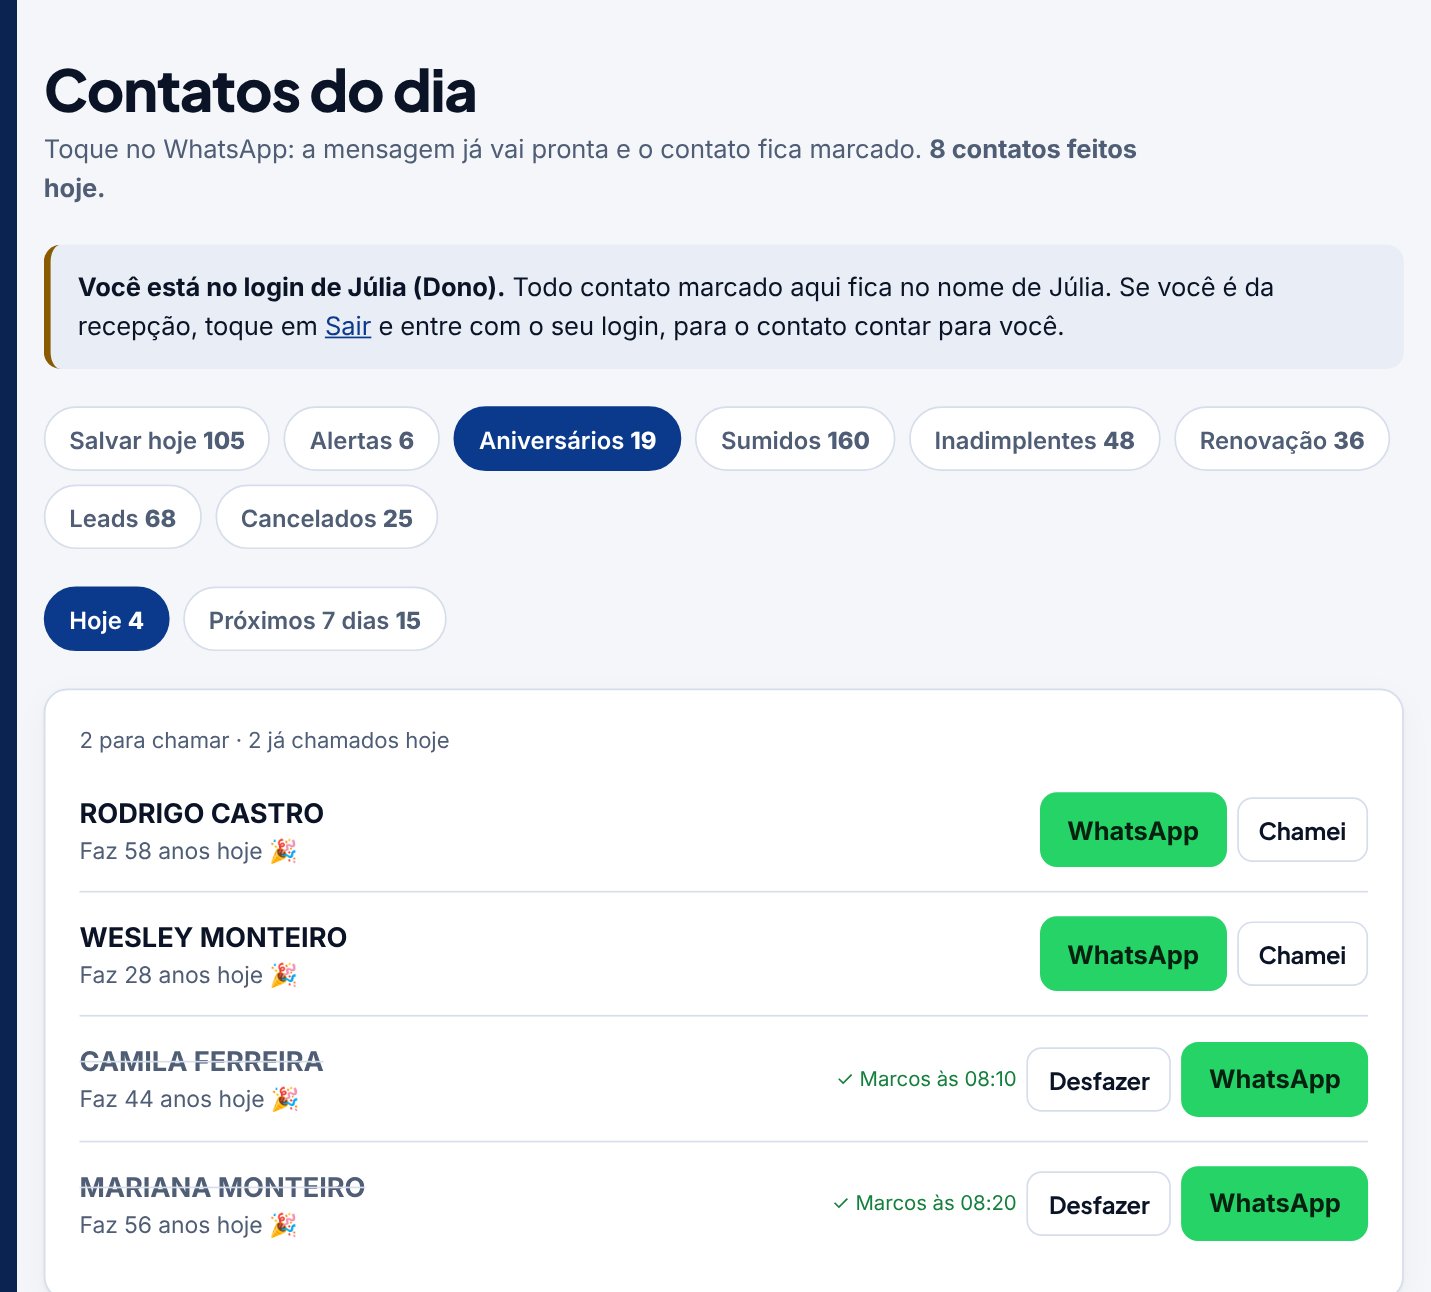 Contatos do dia
Toque no WhatsApp: a mensagem já vai pronta e o contato fica marcado. 8 contatos feitos
hoje.
Você está no login de Júlia (Dono). Todo contato marcado aqui fica no nome de Júlia. Se você é da
recepção, toque em Sair e entre com o seu login, para o contato contar para você.
Salvar hoje 105 Alertas 6 Aniversários 19 Sumidos 160 Inadimplentes 48 Renovação 36
Leads 68 Cancelados 25
Hoje 4 Próximos 7 dias 15
2 para chamar · 2 já chamados hoje
RODRIGO CASTRO
Faz 58 anos hoje 🎉
WhatsApp Chamei
WESLEY MONTEIRO
Faz 28 anos hoje 🎉
WhatsApp Chamei
CAMILA FERREIRA
Faz 44 anos hoje 🎉
✓ Marcos às 08:10 Desfazer WhatsApp
MARIANA MONTEIRO
Faz 56 anos hoje 🎉
✓ Marcos às 08:20 Desfazer WhatsApp